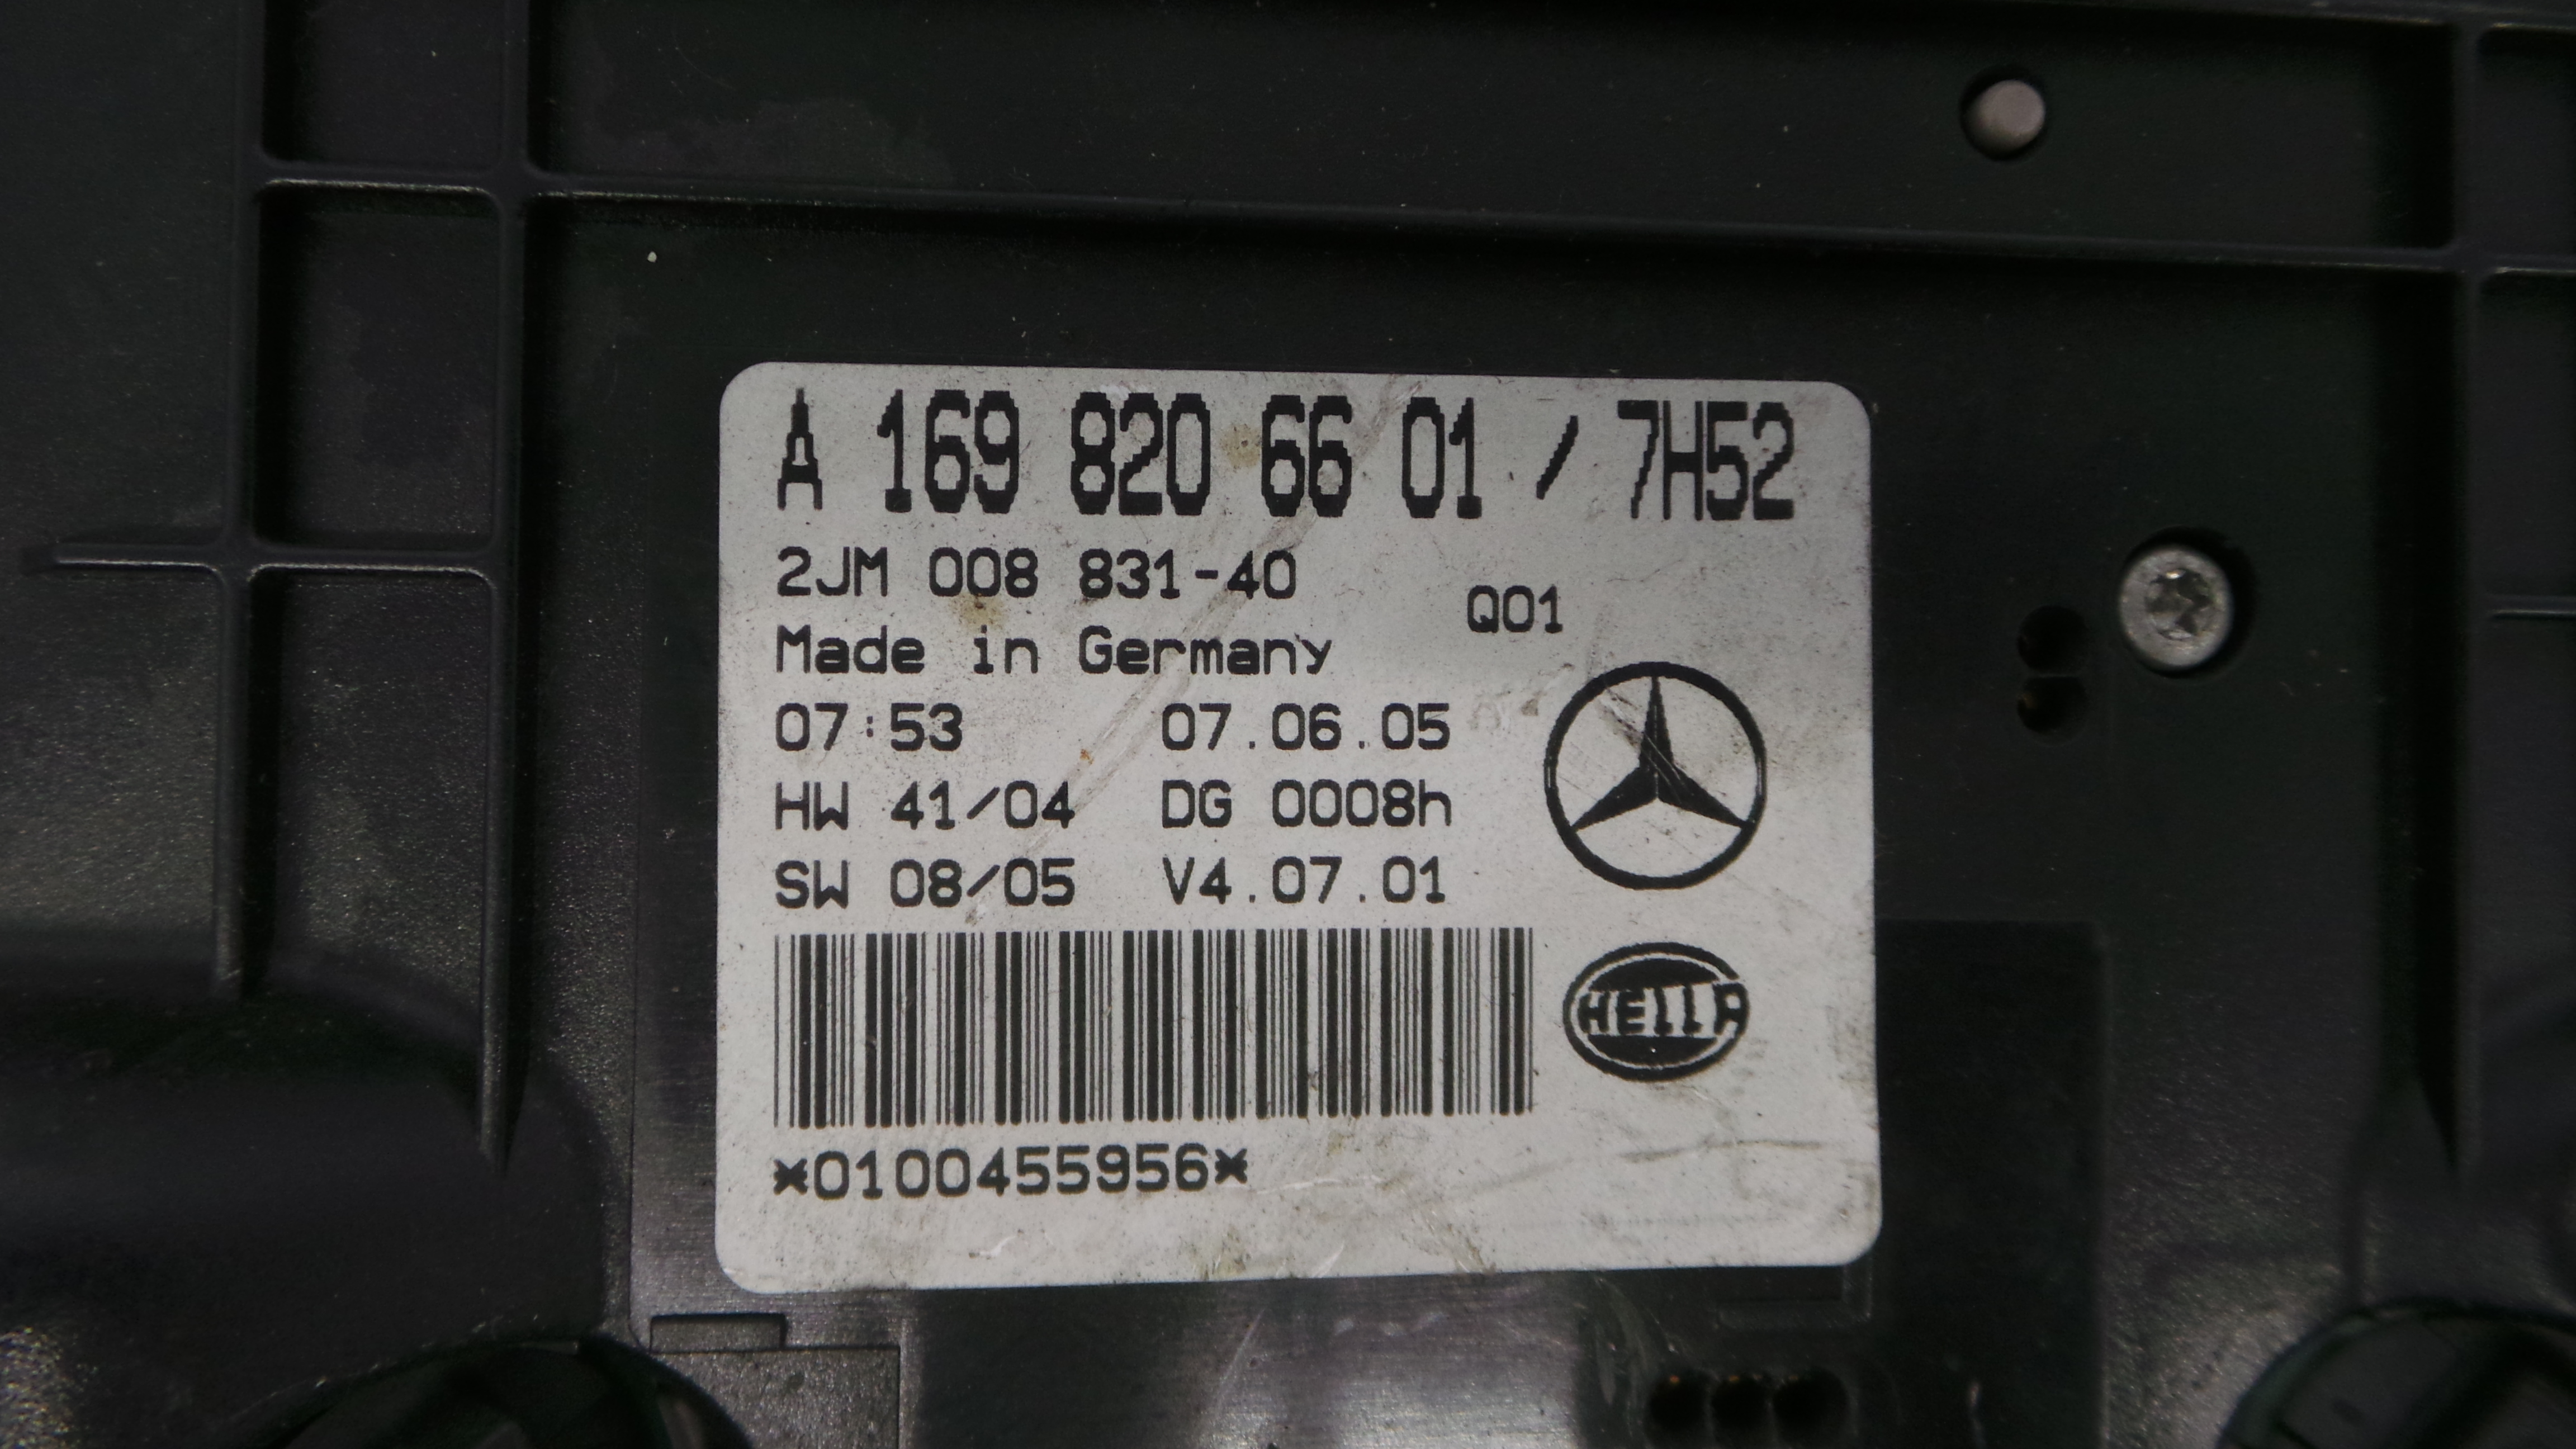 A 169 820 66 01 / 7H52
2JM 008 831-40
Q01
Made in Germany
07:53 07.06.05
HW 41/04 DG 0008h
SW 08/05 V4.07.01
HELLA
*0100455956*